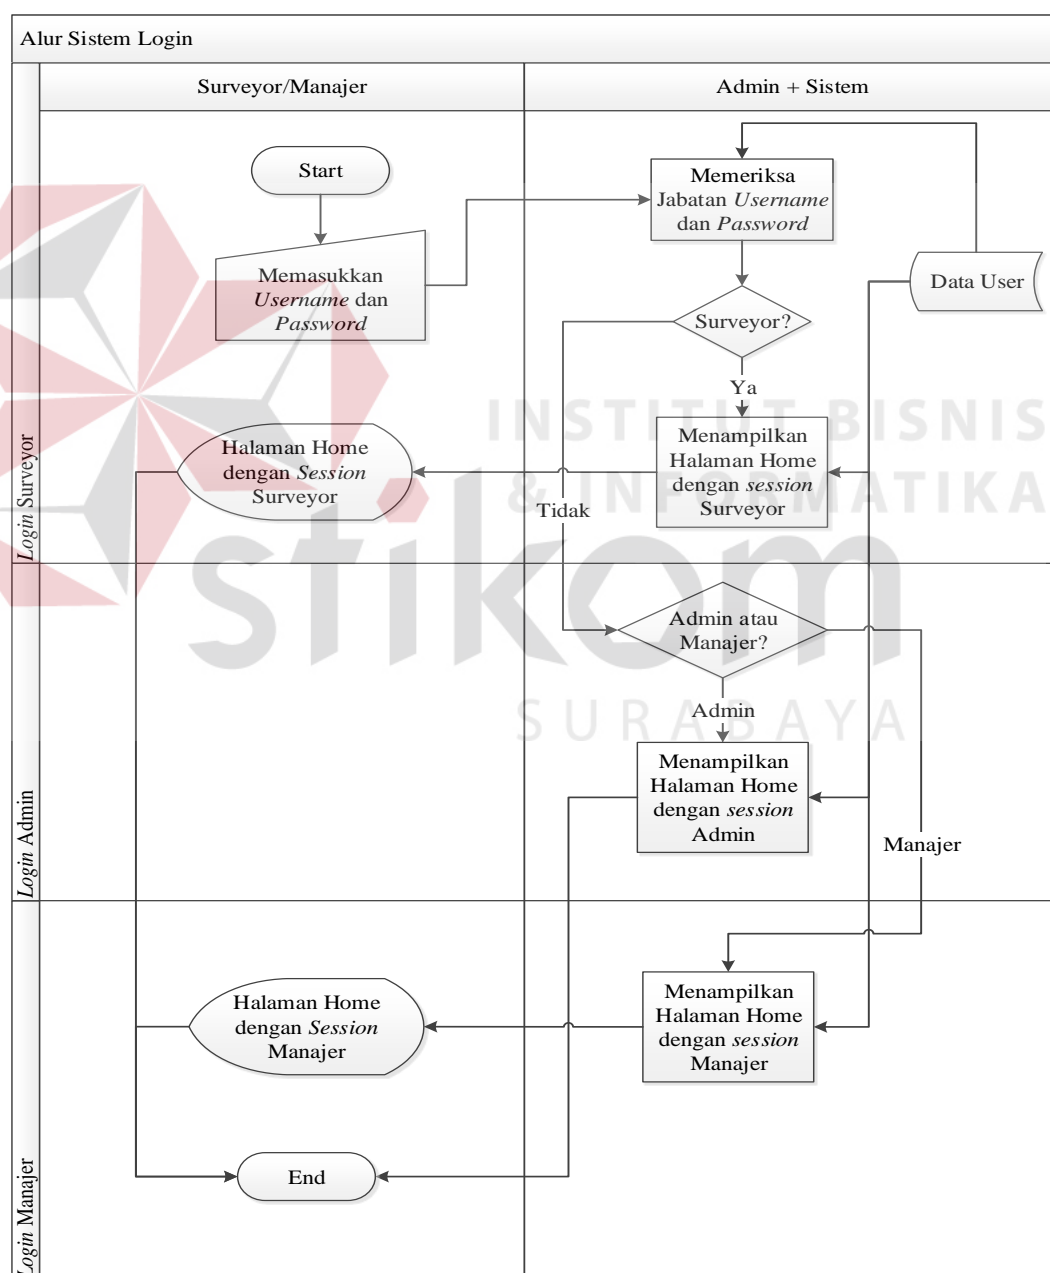 Alur Sistem Login
Surveyor/Manajer
Admin + Sistem
Login Surveyor
Start
Memeriksa
Jabatan Username
dan Password
Memasukkan
Username dan
Password
Data User
Surveyor?
Ya
INSTITUT BISNIS
& INFORMATIKA
Menampilkan
Halaman Home
dengan session
Surveyor
Halaman Home
dengan Session
Surveyor
Tidak
stikom
SURABAYA
Login Admin
Admin atau
Manajer?
Admin
Menampilkan
Halaman Home
dengan session
Admin
Manajer
Login Manajer
Menampilkan
Halaman Home
dengan session
Manajer
Halaman Home
dengan Session
Manajer
End